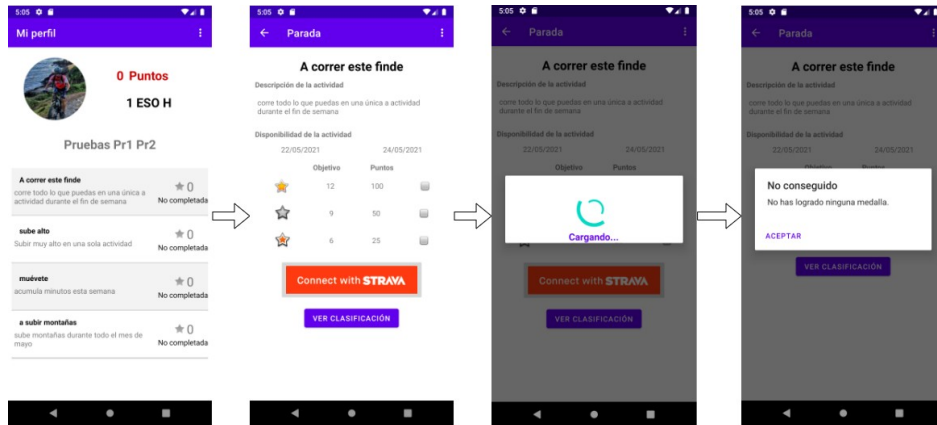 5:05
Mi perfil
0 Puntos
1 ESO H
Pruebas Pr1 Pr2
A correr este finde
corre todo lo que puedas en una única a
actividad durante el fin de semana
0
No completada
sube alto
Subir muy alto en una sola actividad
0
No completada
muévete
acumula minutos esta semana
0
No completada
a subir montañas
sube montañas durante todo el mes de
mayo
0
No completada
5:05
Parada
A correr este finde
Descripción de la actividad
corre todo lo que puedas en una única a actividad
durante el fin de semana
Disponibilidad de la actividad
22/05/2021 24/05/2021
Objetivo Puntos
12 100
9 50
6 25
Connect with STRAVA
VER CLASIFICACIÓN
5:05
Parada
A correr este finde
Descripción de la actividad
corre todo lo que puedas en una única a actividad
durante el fin de semana
Disponibilidad de la actividad
22/05/2021 24/05/2021
Objetivo Puntos
Cargando...
Connect with STRAVA
VER CLASIFICACIÓN
5:05
Parada
A correr este finde
Descripción de la actividad
corre todo lo que puedas en una única a actividad
durante el fin de semana
Disponibilidad de la actividad
22/05/2021 24/05/2021
Objetivo Puntos
No conseguido
No has logrado ninguna medalla.
ACEPTAR
VER CLASIFICACIÓN